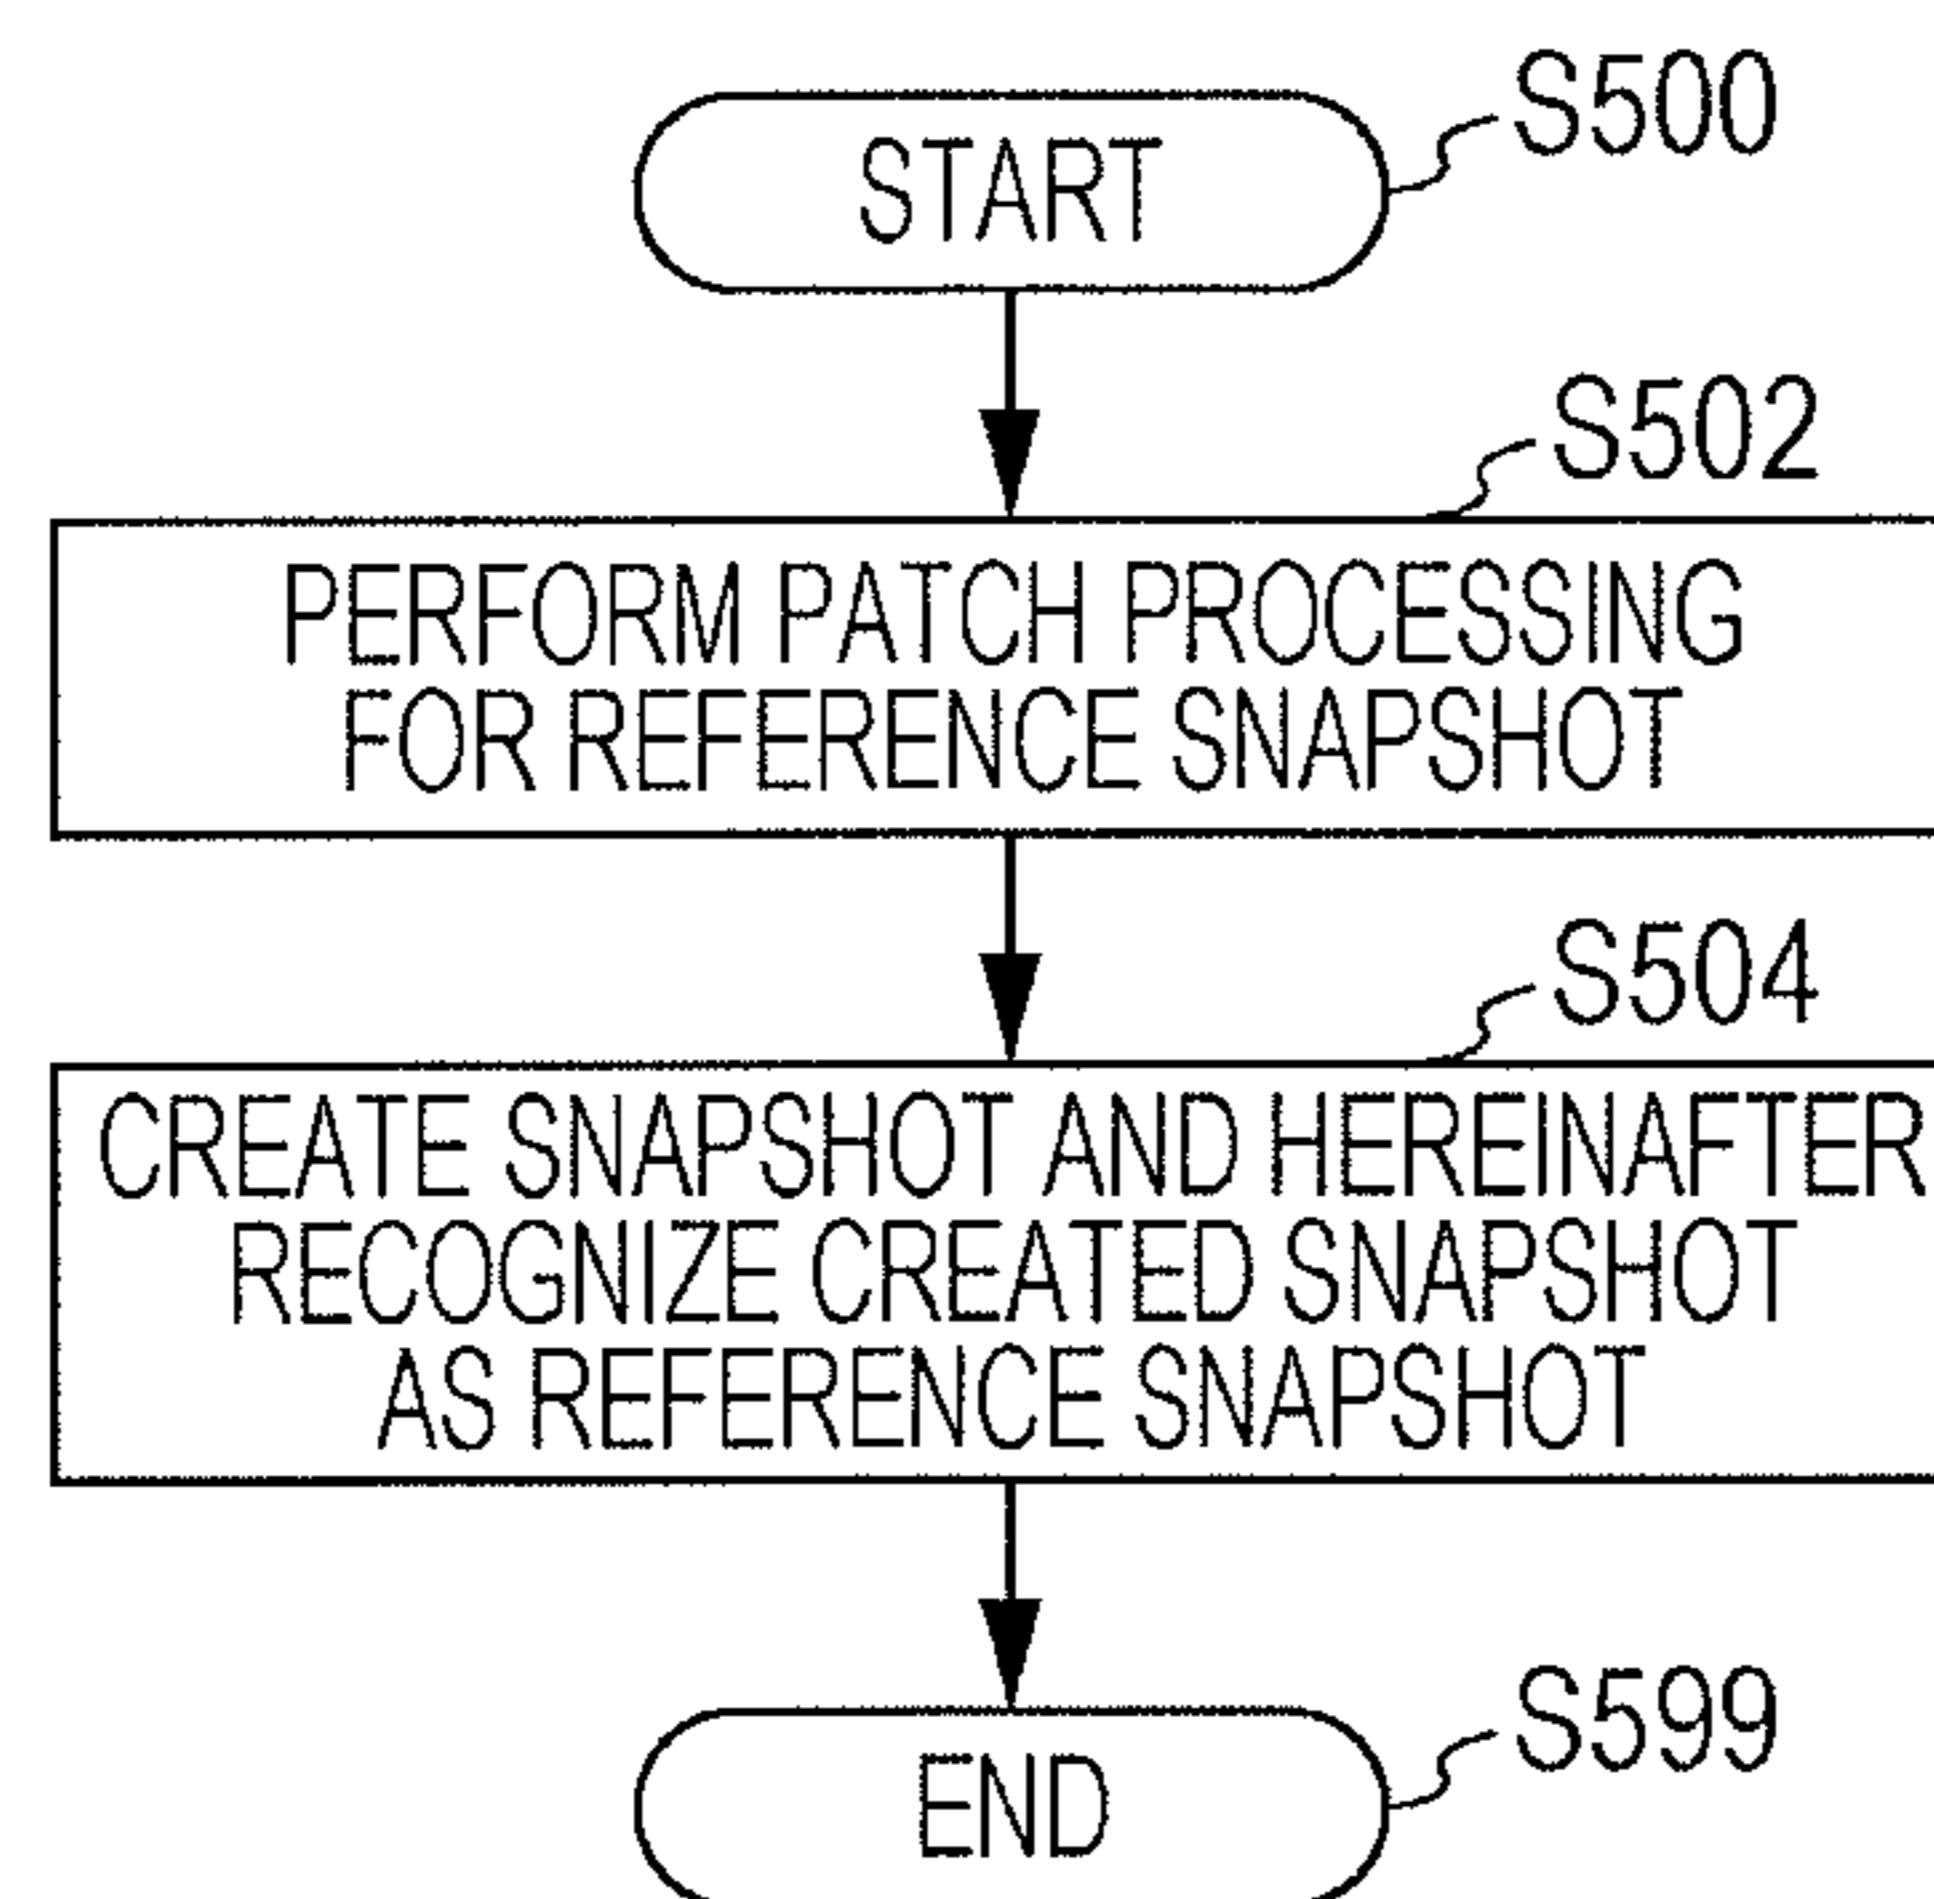 S500
START
S502
PERFORM PATCH PROCESSING
FOR REFERENCE SNAPSHOT
S504
CREATE SNAPSHOT AND HEREINAFTER
RECOGNIZE CREATED SNAPSHOT
AS REFERENCE SNAPSHOT
S599
END